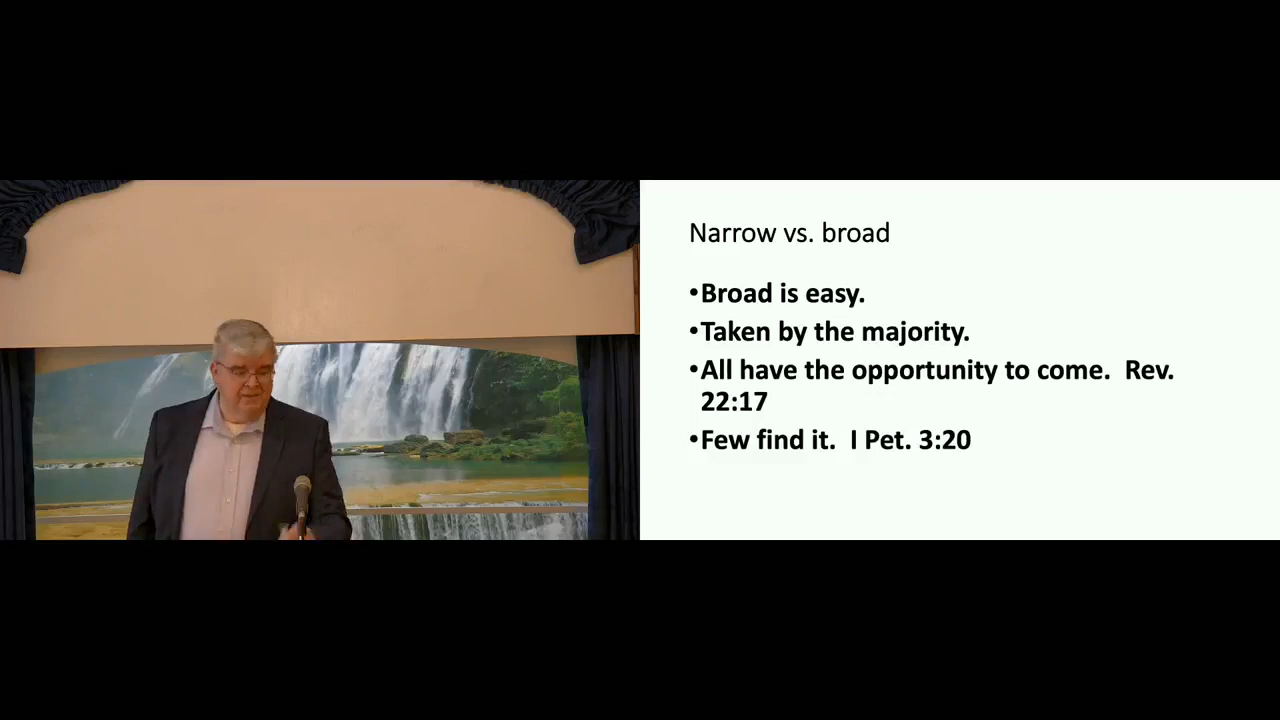 Narrow vs. broad
•Broad is easy.
•Taken by the majority.
•All have the opportunity to come.  Rev.
22:17
•Few find it.  I Pet. 3:20